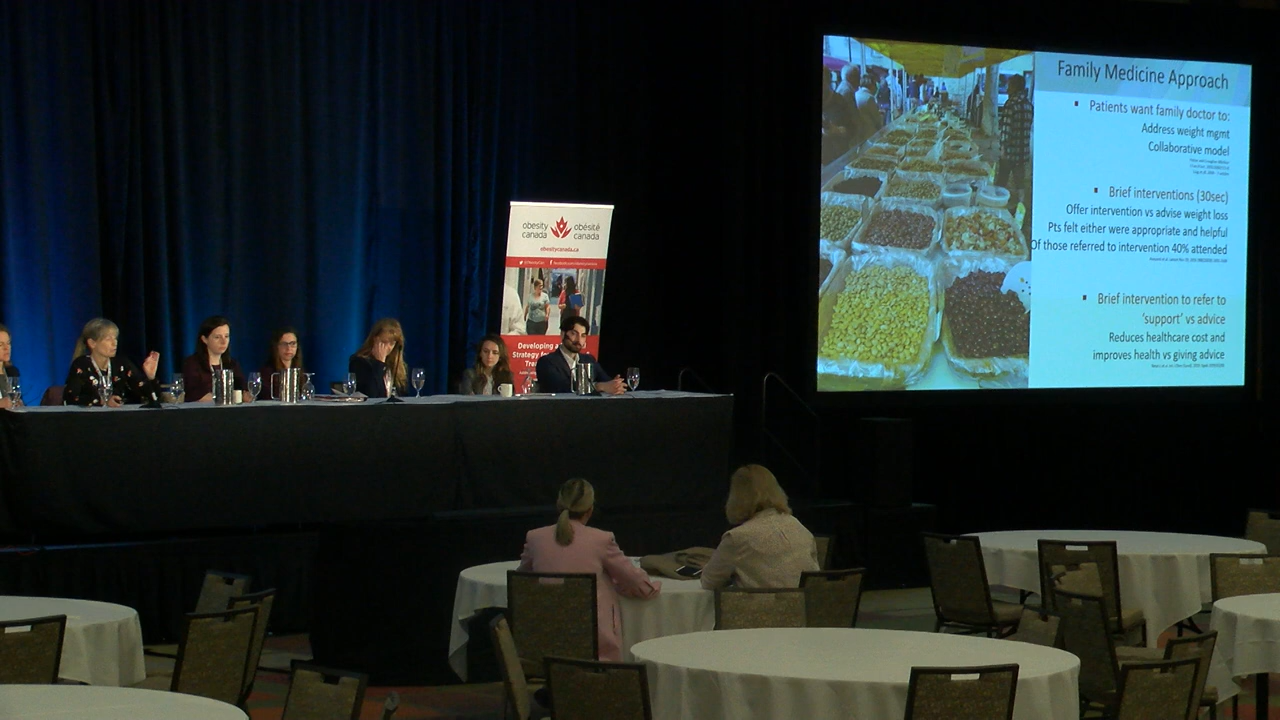 Family Medicine Approach
▪ Patients want family doctor to:
Address weight mgmt
Collaborative model
▪ Brief interventions (30sec)
Offer intervention vs advise weight loss
Pts felt either were appropriate and helpful
Of those referred to intervention 40% attended
▪ Brief intervention to refer to
'support' vs advice
Reduces healthcare cost and
improves health vs giving advice
obesity canada
obésité canada
obesitycanada.ca
Developing a
Strategy for